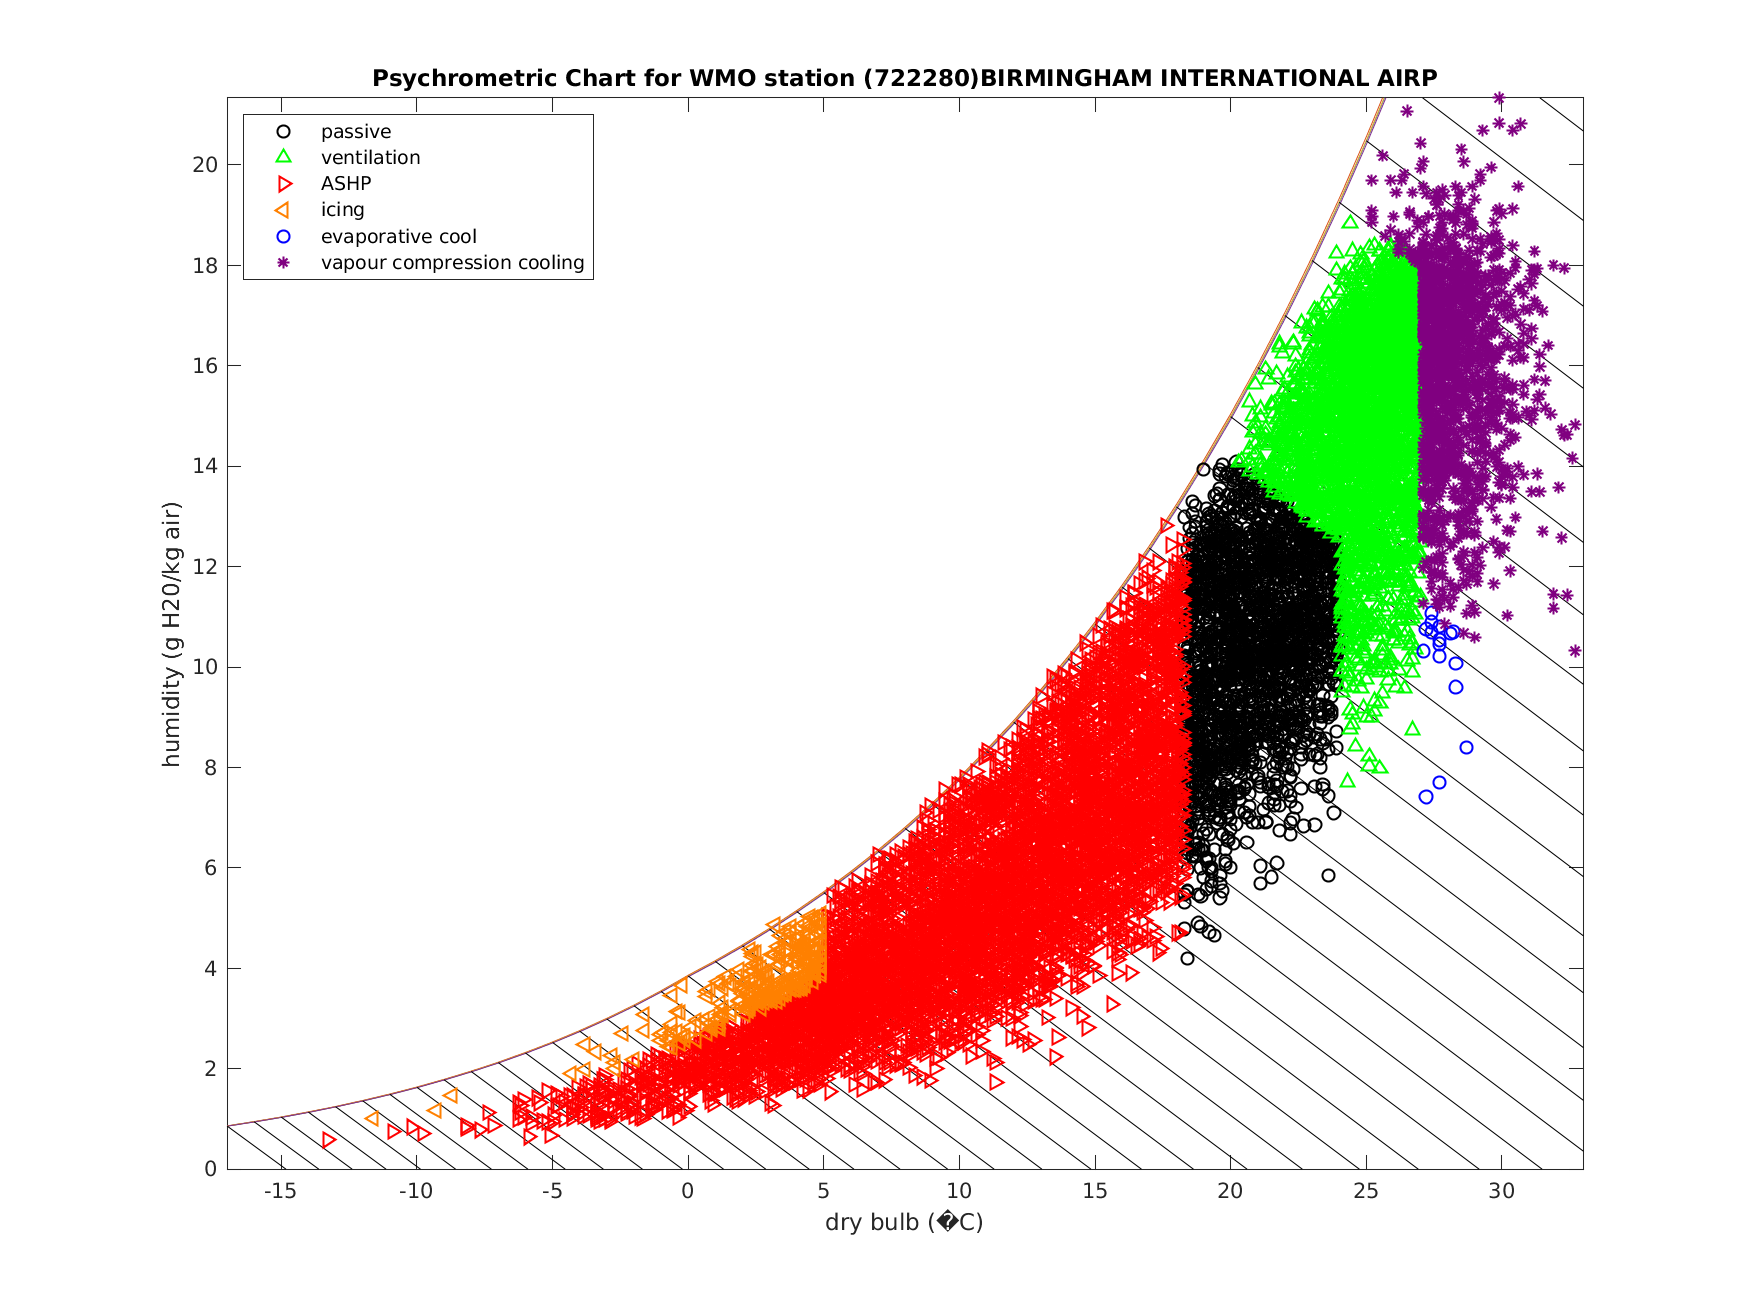 Psychrometric Chart for WMO station (722280)BIRMINGHAM INTERNATIONAL AIRP
passive
ventilation
ASHP
icing
evaporative cool
vapour compression cooling
humidity (g H20/kg air)
20
18
16
14
12
10
8
6
4
2
0
-15 -10 -5 0 5 10 15 20 25 30
dry bulb (�C)